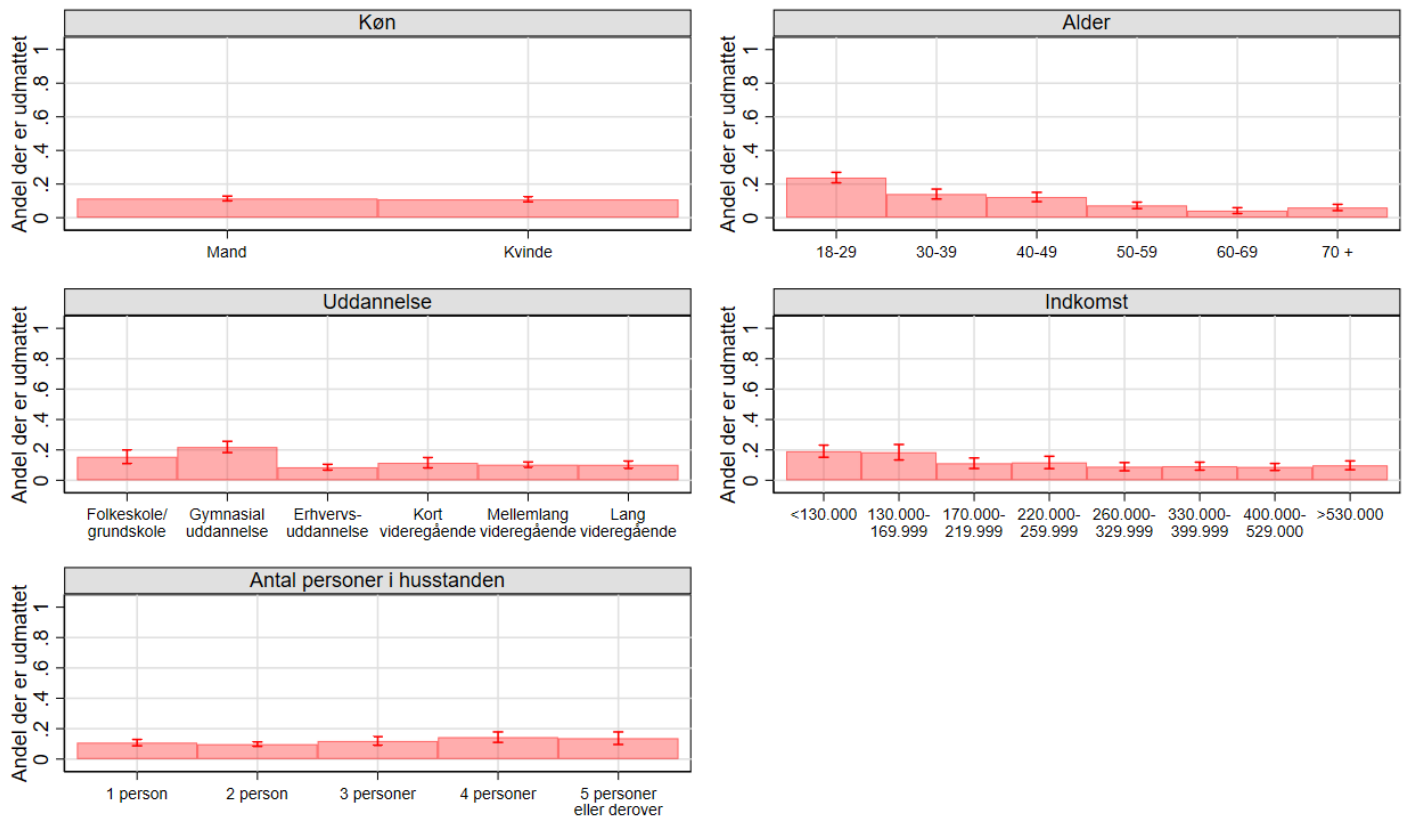 Køn
Andel der er udmattet
0 .2 .4 .6 .8 1
Mand Kvinde
Alder
Andel der er udmattet
0 .2 .4 .6 .8 1
18-29 30-39 40-49 50-59 60-69 70 +
Uddannelse
Andel der er udmattet
0 .2 .4 .6 .8 1
Folkeskole/ Gymnasial Erhvervs- Kort Mellemlang Lang
grundskole uddannelse uddannelse videregående videregående videregående
Indkomst
Andel der er udmattet
0 .2 .4 .6 .8 1
<130.000 130.000- 170.000- 220.000- 260.000- 330.000- 400.000- >530.000
169.999 219.999 259.999 329.999 399.999 529.000
Antal personer i husstanden
Andel der er udmattet
0 .2 .4 .6 .8 1
1 person 2 person 3 personer 4 personer 5 personer
eller derover